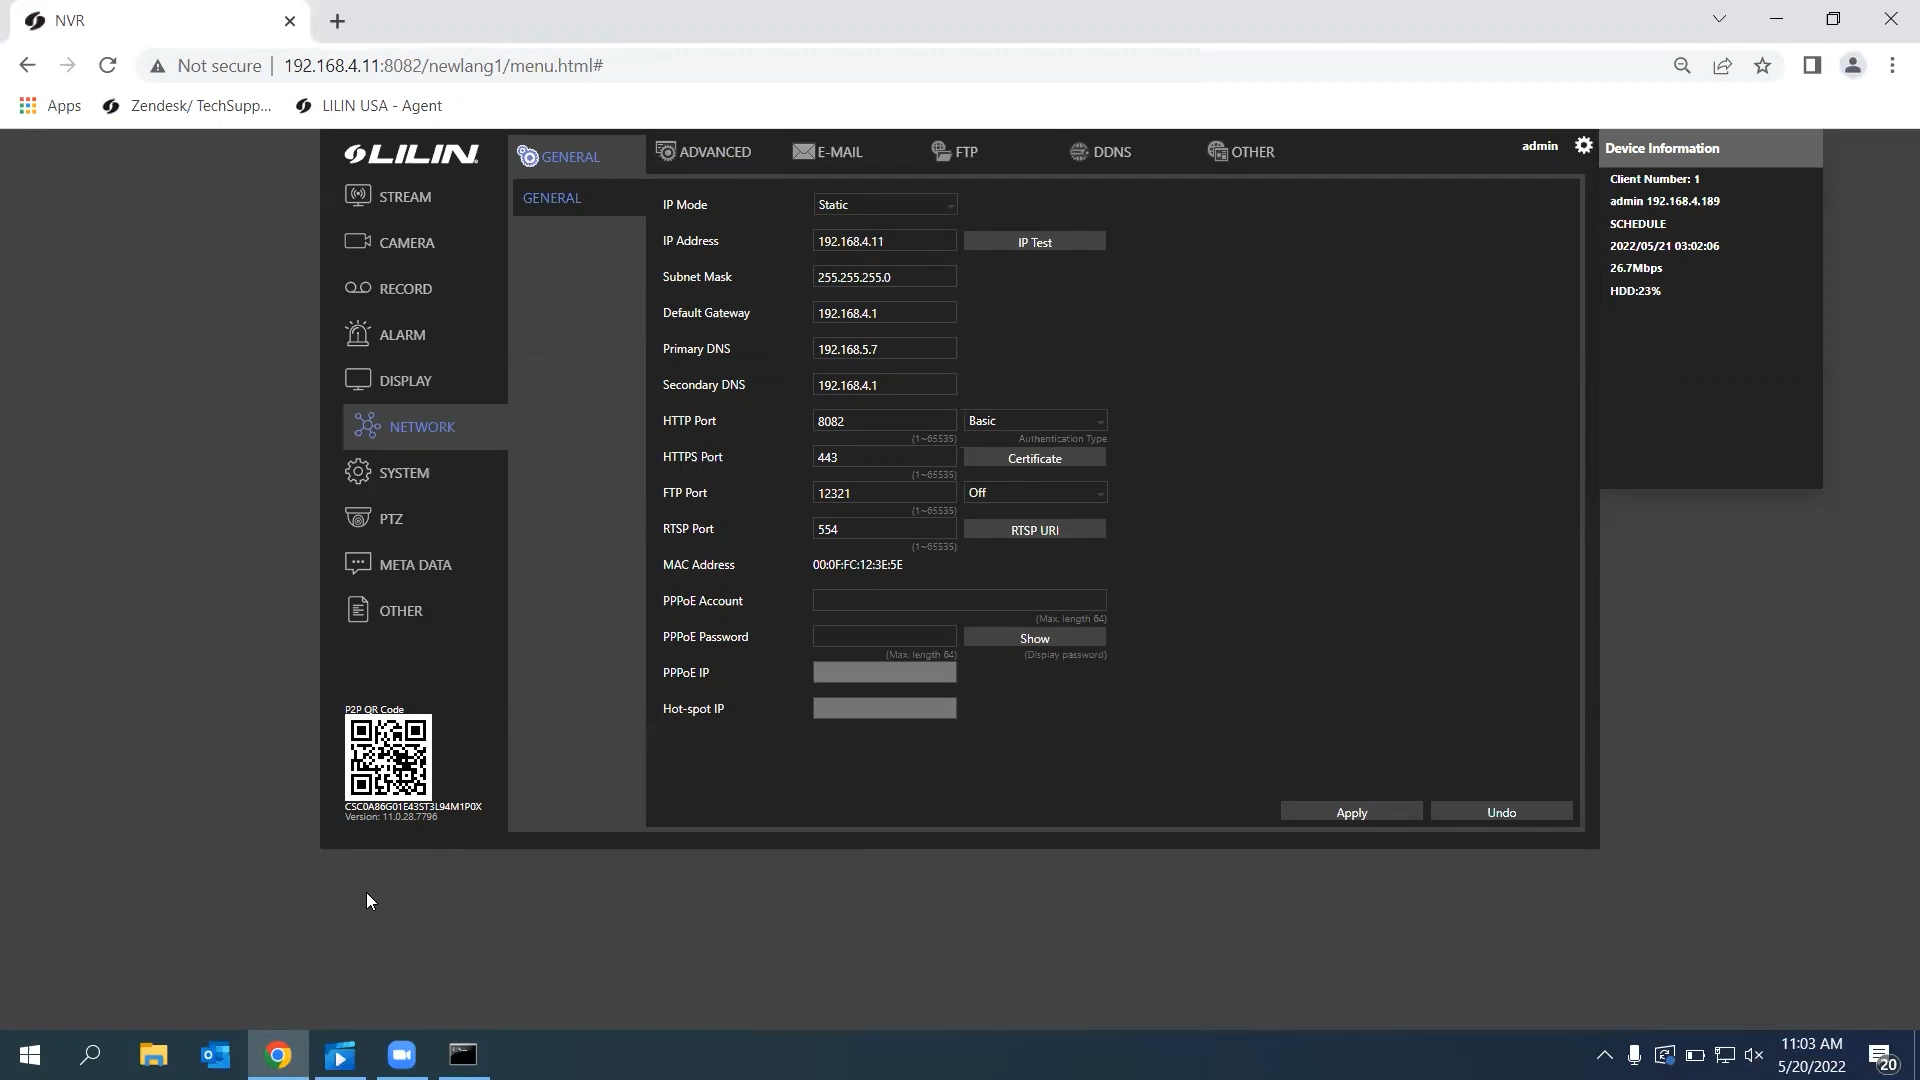 NVR
Not secure
192.168.4.11:8082/newlang1/menu.html#
Apps
Zendesk/ TechSupp...
LILIN USA - Agent
LILIN
GENERAL
ADVANCED
E-MAIL
FTP
DDNS
OTHER
admin
Device Information
Client Number: 1
admin 192.168.4.189
SCHEDULE
2022/05/21 03:02:06
26.7Mbps
HDD:23%
STREAM
CAMERA
RECORD
ALARM
DISPLAY
NETWORK
SYSTEM
PTZ
META DATA
OTHER
P2P QR Code
CSC0A86G01E43ST3L94M1P0X
Version: 11.0.28.7796
GENERAL
IP Mode Static
IP Address 192.168.4.11 IP Test
Subnet Mask 255.255.255.0
Default Gateway 192.168.4.1
Primary DNS 192.168.5.7
Secondary DNS 192.168.4.1
HTTP Port 8082 Basic
(1~65535) Authentication Type
HTTPS Port 443 Certificate
(1~65535)
FTP Port 12321 Off
(1~65535)
RTSP Port 554 RTSP URI
(1~65535)
MAC Address 00:0F:FC:12:3E:5E
PPPoE Account
(Max. length 64)
PPPoE Password Show
(Max. length 64) (Display password)
PPPoE IP
Hot-spot IP
Apply
Undo
11:03 AM
5/20/2022
20